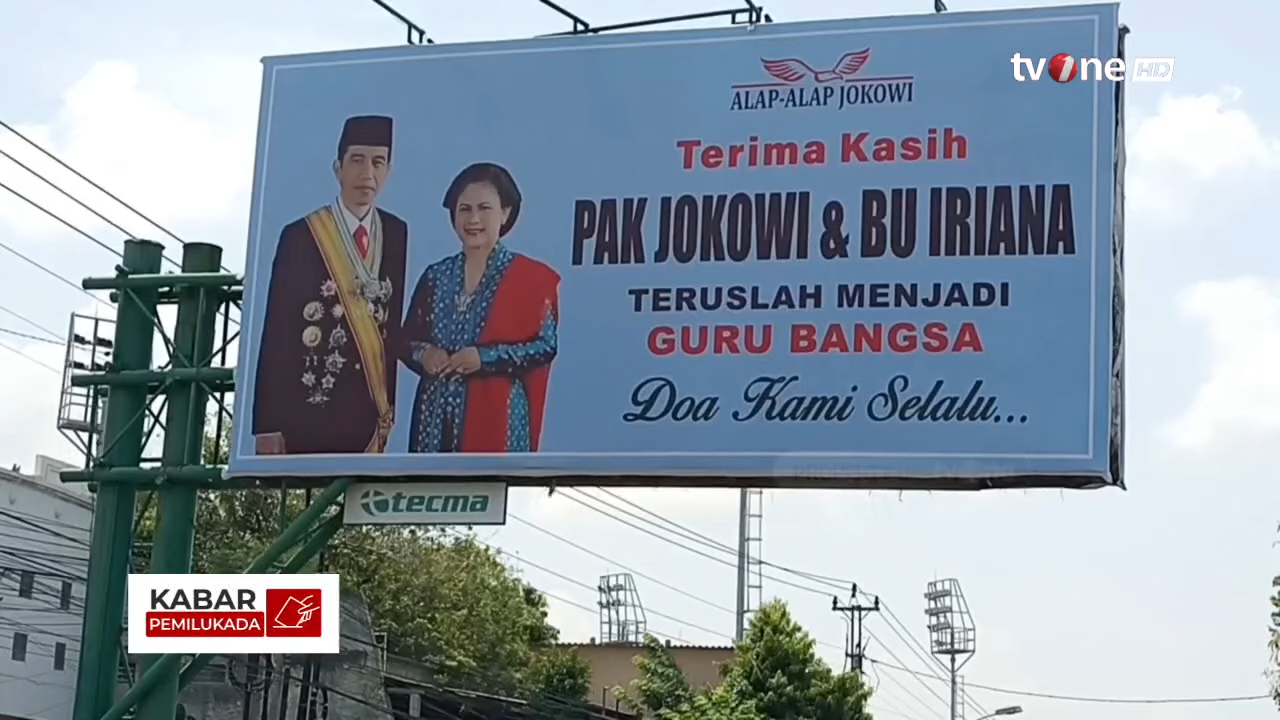 tvOne HD
ALAP-ALAP JOKOWI
Terima Kasih
PAK JOKOWI & BU IRIANA
TERUSLAH MENJADI
GURU BANGSA
Doa Kami Selalu...
tecma
KABAR
PEMILUKADA